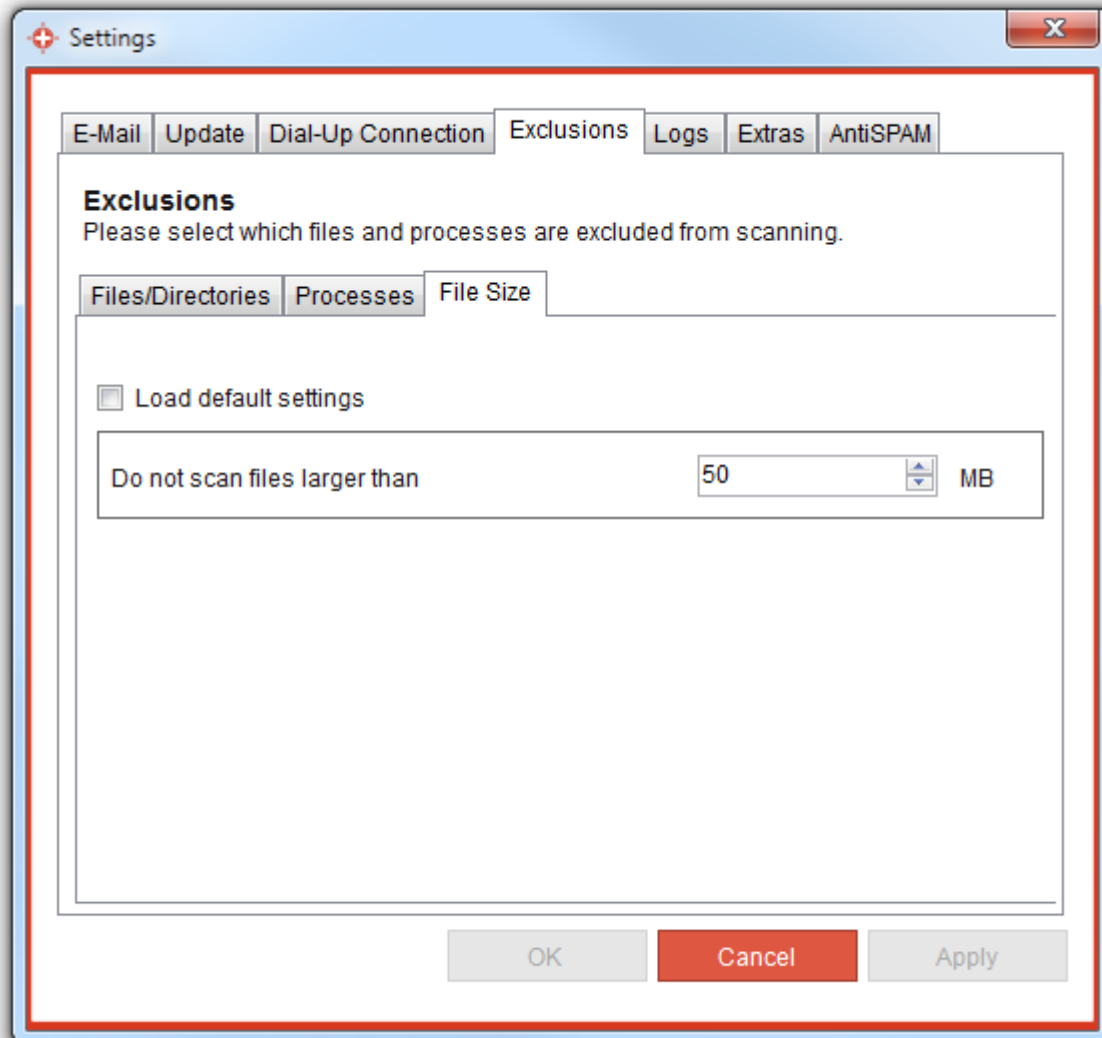 Settings
X
E-Mail Update Dial-Up Connection Exclusions Logs Extras AntiSPAM
Exclusions
Please select which files and processes are excluded from scanning.
Files/Directories Processes File Size
Load default settings
Do not scan files larger than 50 MB
OK Cancel Apply